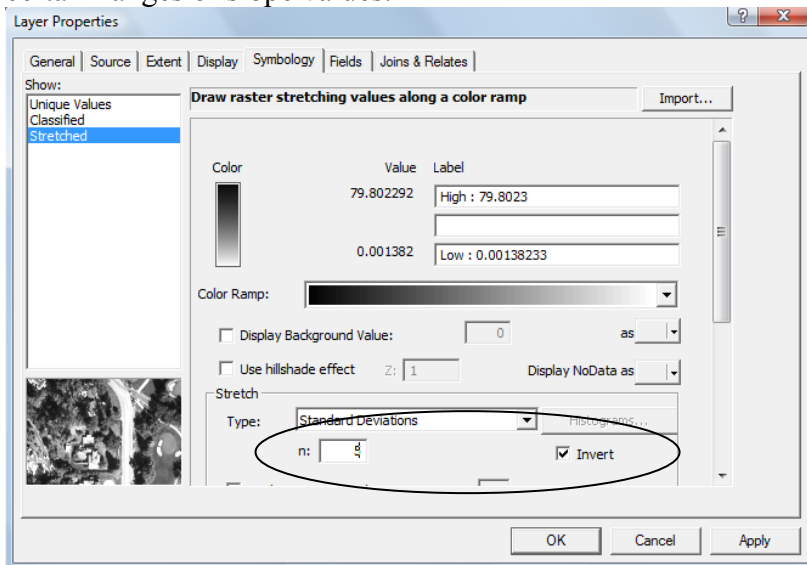 Layer Properties
General Source Extent Display Symbology Fields Joins & Relates
Show:
Unique Values
Classified
Stretched
Draw raster stretching values along a color ramp
Import...
Color Value Label
79.802292 High : 79.8023
0.001382 Low : 0.00138233
Color Ramp:
Display Background Value: 0 as
Use hillshade effect Z: 1 Display NoData as
Stretch
Type: Standard Deviations Histograms...
n: Invert
OK Cancel Apply